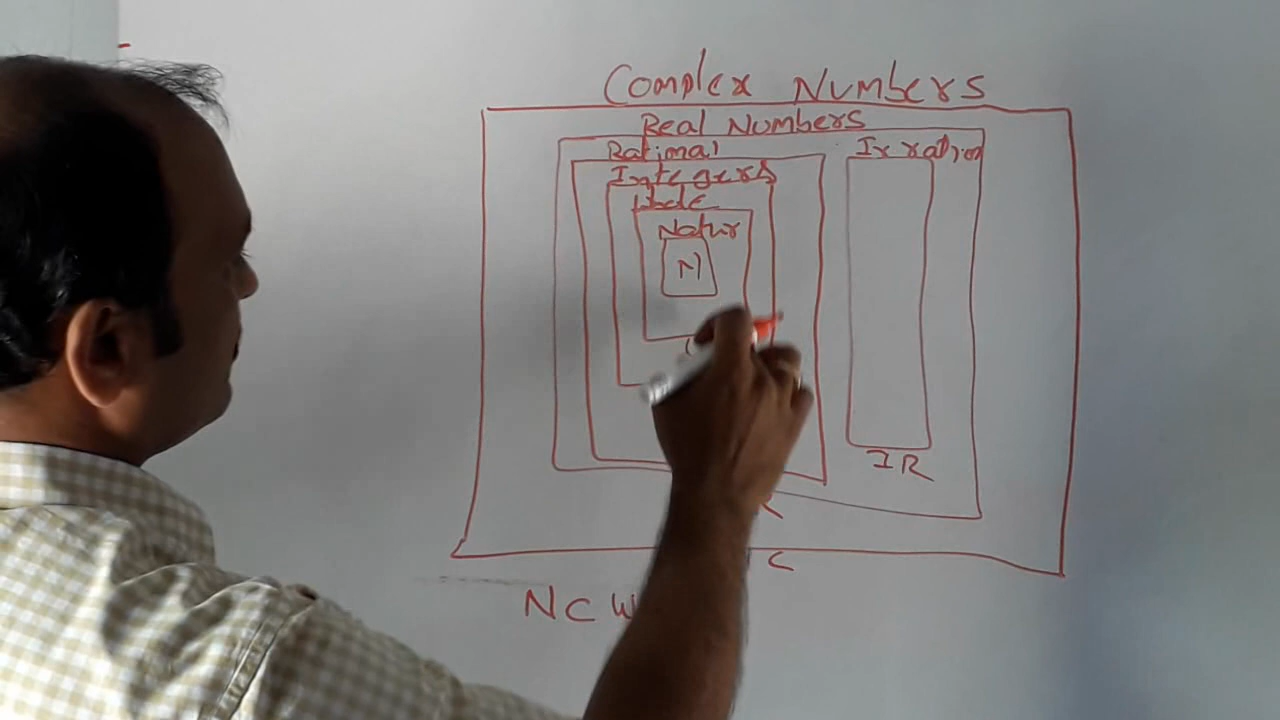 Complex Numbers
Real Numbers
Rational Irration
Integers
Whole
Natur
N
IR
C
N C W